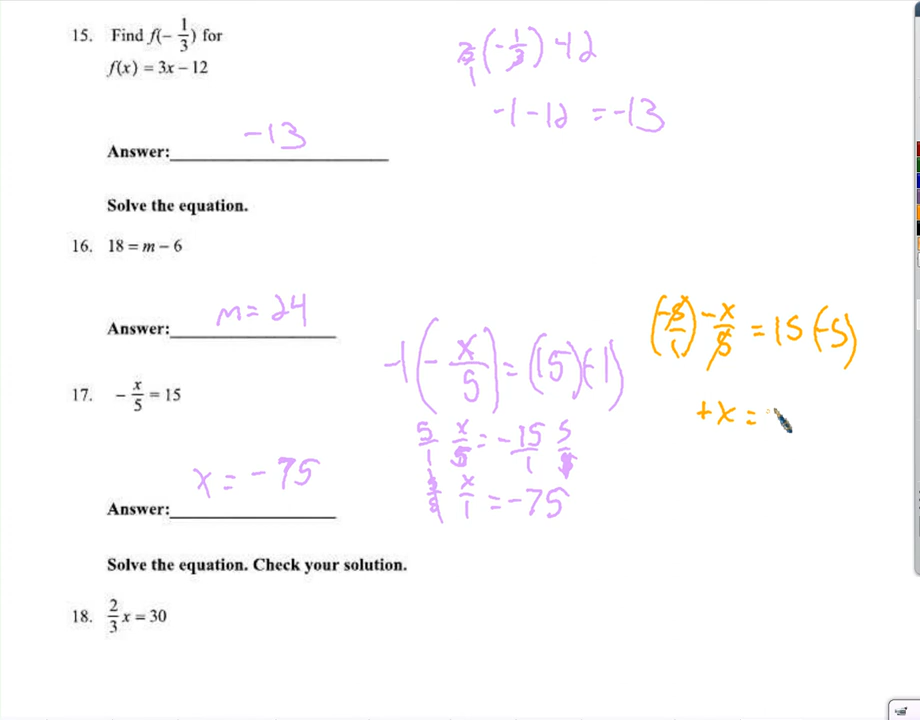 15. Find f(− 1/3) for
f(x) = 3x − 12
3/1 (-1/3) -12
-1 - 12 = -13
-13
Answer:
Solve the equation.
16. 18 = m − 6
m = 24
Answer:
17. − x/5 = 15
-1(- x/5) = (15)(-1)
5/1 x/5 = -15/1 5
x/1 = -75
(-5/1) -x/5 = 15(-5)
+x =
x = -75
Answer:
Solve the equation. Check your solution.
18. 2/3 x = 30